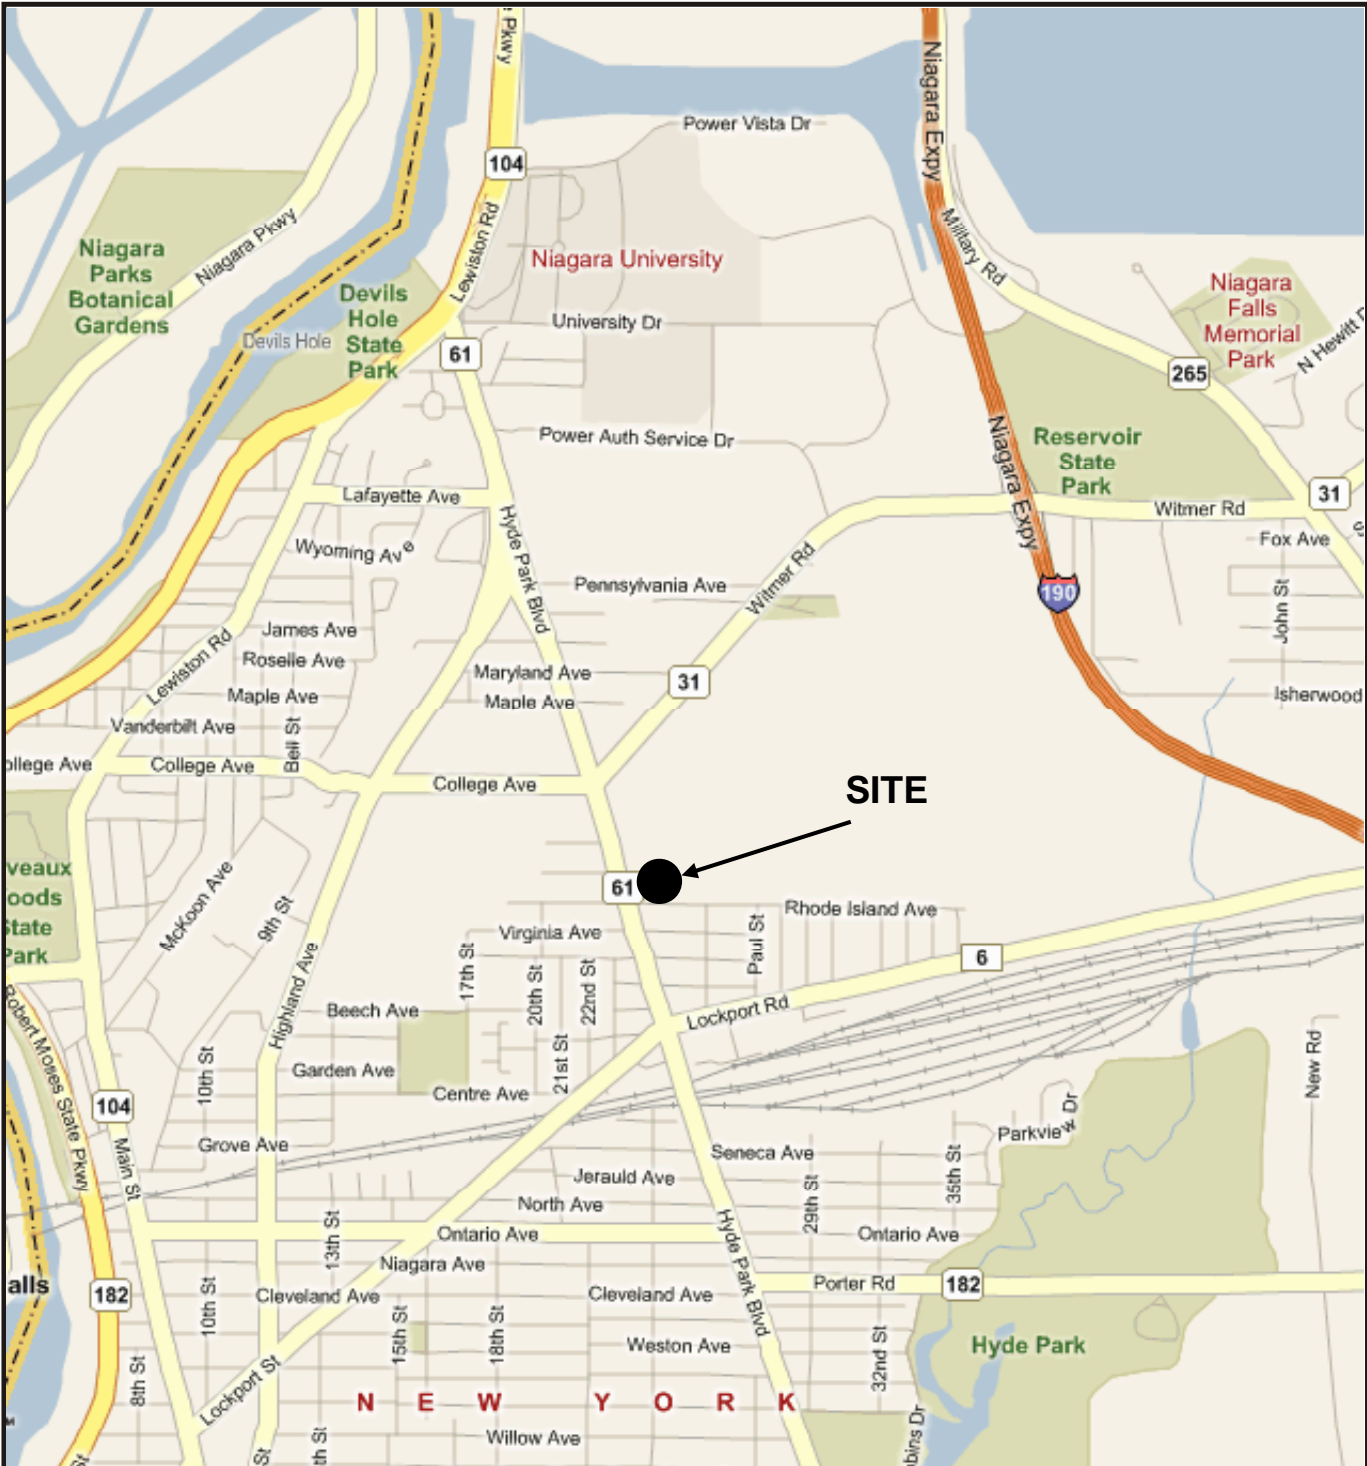 e Pkwy
Niagara Expy
Power Vista Dr
104
Niagara Pkwy
Lewiston Rd
Military Rd
Niagara
Parks
Botanical
Gardens
Niagara University
Niagara
Falls
Memorial
Park
Devils
Hole
State
Park
Devils Hole
University Dr
61
N Hewitt D
265
Power Auth Service Dr
Reservoir
State
Park
Niagara Expy
Lafayette Ave
31
Witmer Rd
Hyde Park Blvd
Wyoming Ave
Fox Ave
Witmer Rd
Pennsylvania Ave
190
John St
James Ave
Lewiston Rd
Roselle Ave
Maryland Ave
31
Maple Ave
Maple Ave
Isherwood
Vanderbilt Ave
Bell St
ollege Ave
College Ave
College Ave
SITE
veaux
oods
State
Park
McKoon Ave
9th St
61
Rhode Island Ave
Virginia Ave
Paul St
Highland Ave
17th St
20th St
22nd St
6
Robert Moses State Pkwy
Beech Ave
Lockport Rd
21st St
New Rd
10th St
Garden Ave
Centre Ave
104
Parkview Dr
Grove Ave
Main St
Seneca Ave
35th St
Jerauld Ave
29th St
North Ave
13th St
Ontario Ave
Ontario Ave
Hyde Park Blvd
Niagara Ave
alls
182
10th St
Cleveland Ave
Cleveland Ave
Porter Rd
182
15th St
18th St
Weston Ave
32nd St
Hyde Park
8th St
Lockport St
NEW YORK
Willow Ave
St
St
th St
bins Dr